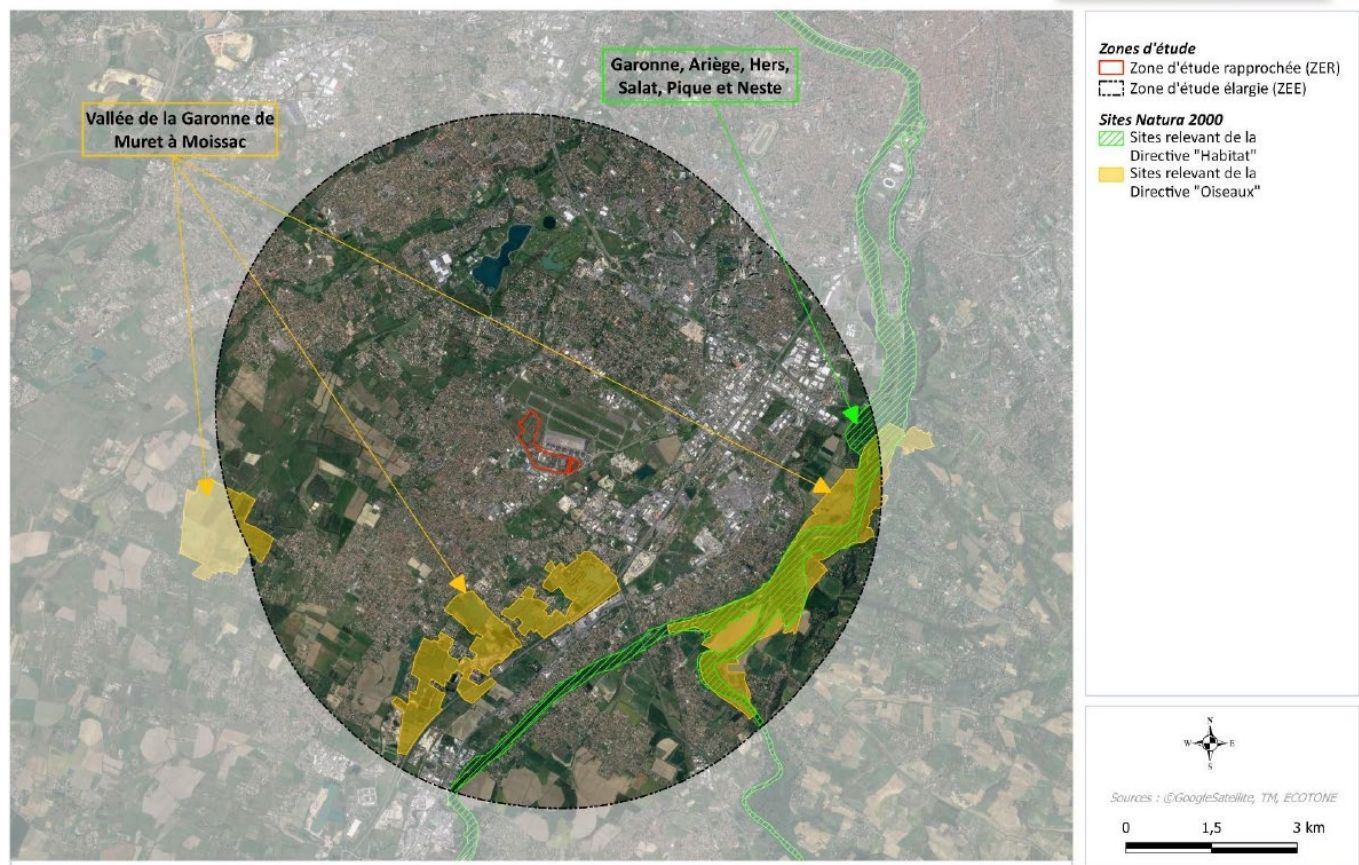 Vallée de la Garonne de
Muret à Moissac
Garonne, Ariège, Hers,
Salat, Pique et Neste
Zones d'étude
Zone d'étude rapprochée (ZER)
Zone d'étude élargie (ZEE)
Sites Natura 2000
Sites relevant de la
Directive "Habitat"
Sites relevant de la
Directive "Oiseaux"
N
W E
S
Sources : ©GoogleSatellite, TM, ECOTONE
0 1,5 3 km